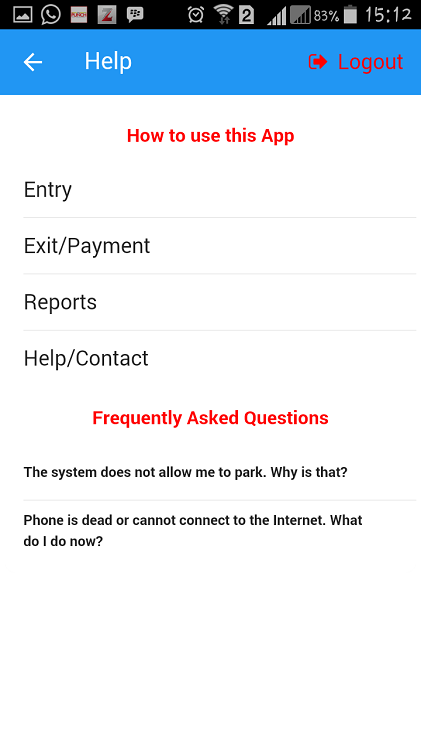 2
83%
15:12
Help
Logout
How to use this App
Entry
Exit/Payment
Reports
Help/Contact
Frequently Asked Questions
The system does not allow me to park. Why is that?
Phone is dead or cannot connect to the Internet. What
do I do now?